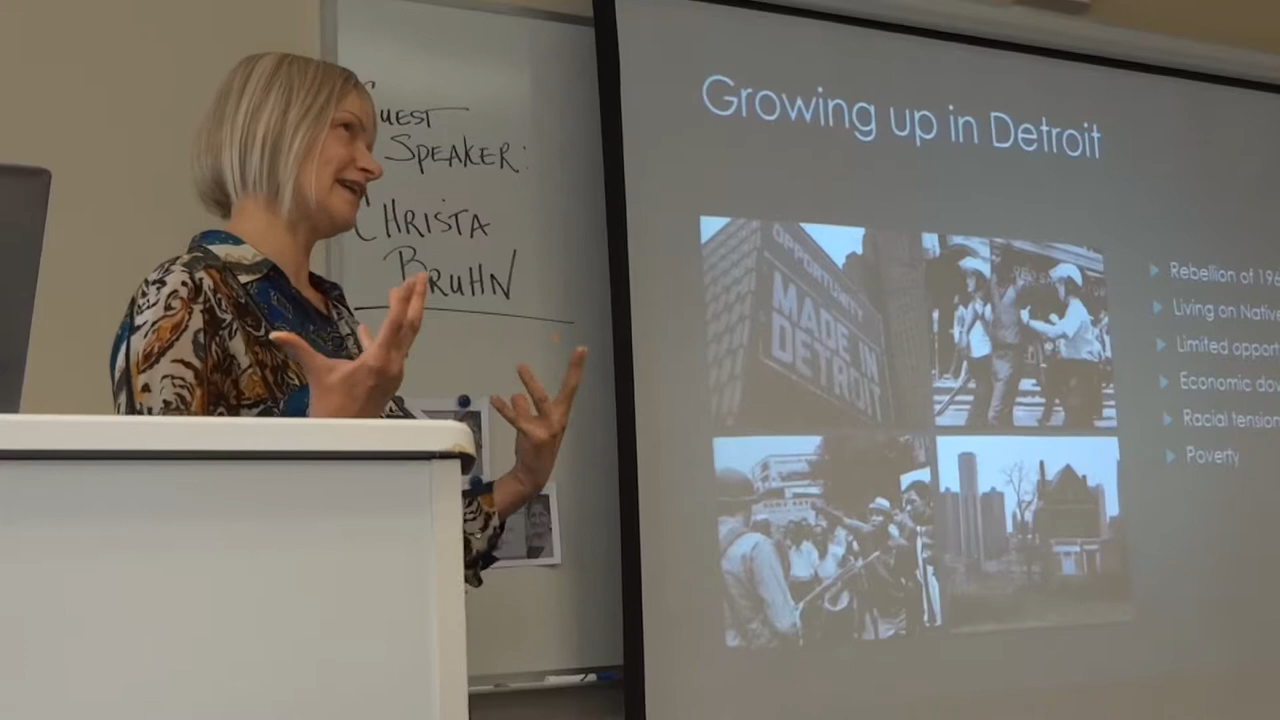 GUEST
SPEAKER:
CHRISTA
BRUHN
Growing up in Detroit
OPPORTUNITY
MADE IN
DETROIT
Rebellion of 196
Living on Native
Limited opport
Economic dow
Racial tension
Poverty